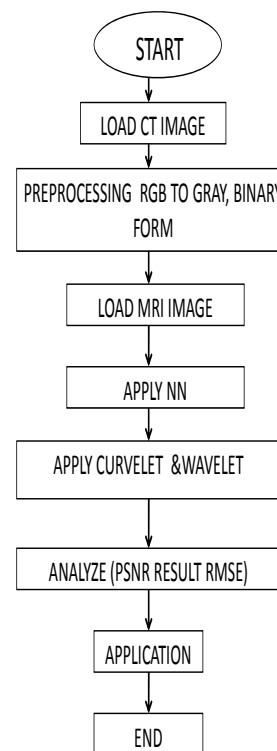 START
LOAD CT IMAGE
PREPROCESSING RGB TO GRAY, BINARY
FORM
LOAD MRI IMAGE
APPLY NN
APPLY CURVELET &WAVELET
ANALYZE (PSNR RESULT RMSE)
APPLICATION
END